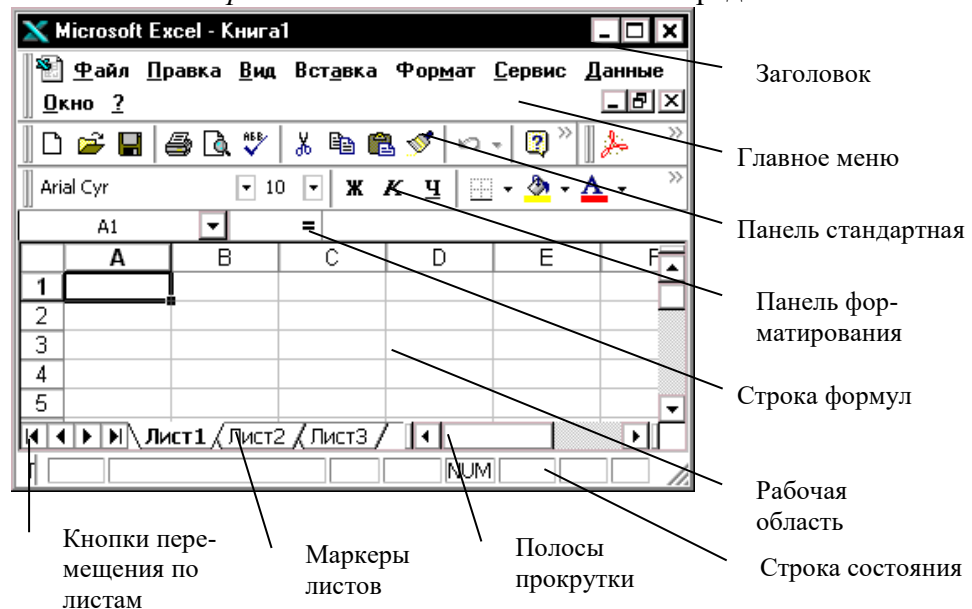 Microsoft Excel - Книга1
Файл Правка Вид Вставка Формат Сервис Данные
Окно ?
Arial Cyr 10 Ж К Ч
A1 =
A B C D E F
1
2
3
4
5
Лист1 Лист2 Лист3
NUM
Заголовок
Главное меню
Панель стандартная
Панель фор-
матирования
Строка формул
Рабочая
область
Строка состояния
Кнопки пере-
мещения по
листам
Маркеры
листов
Полосы
прокрутки